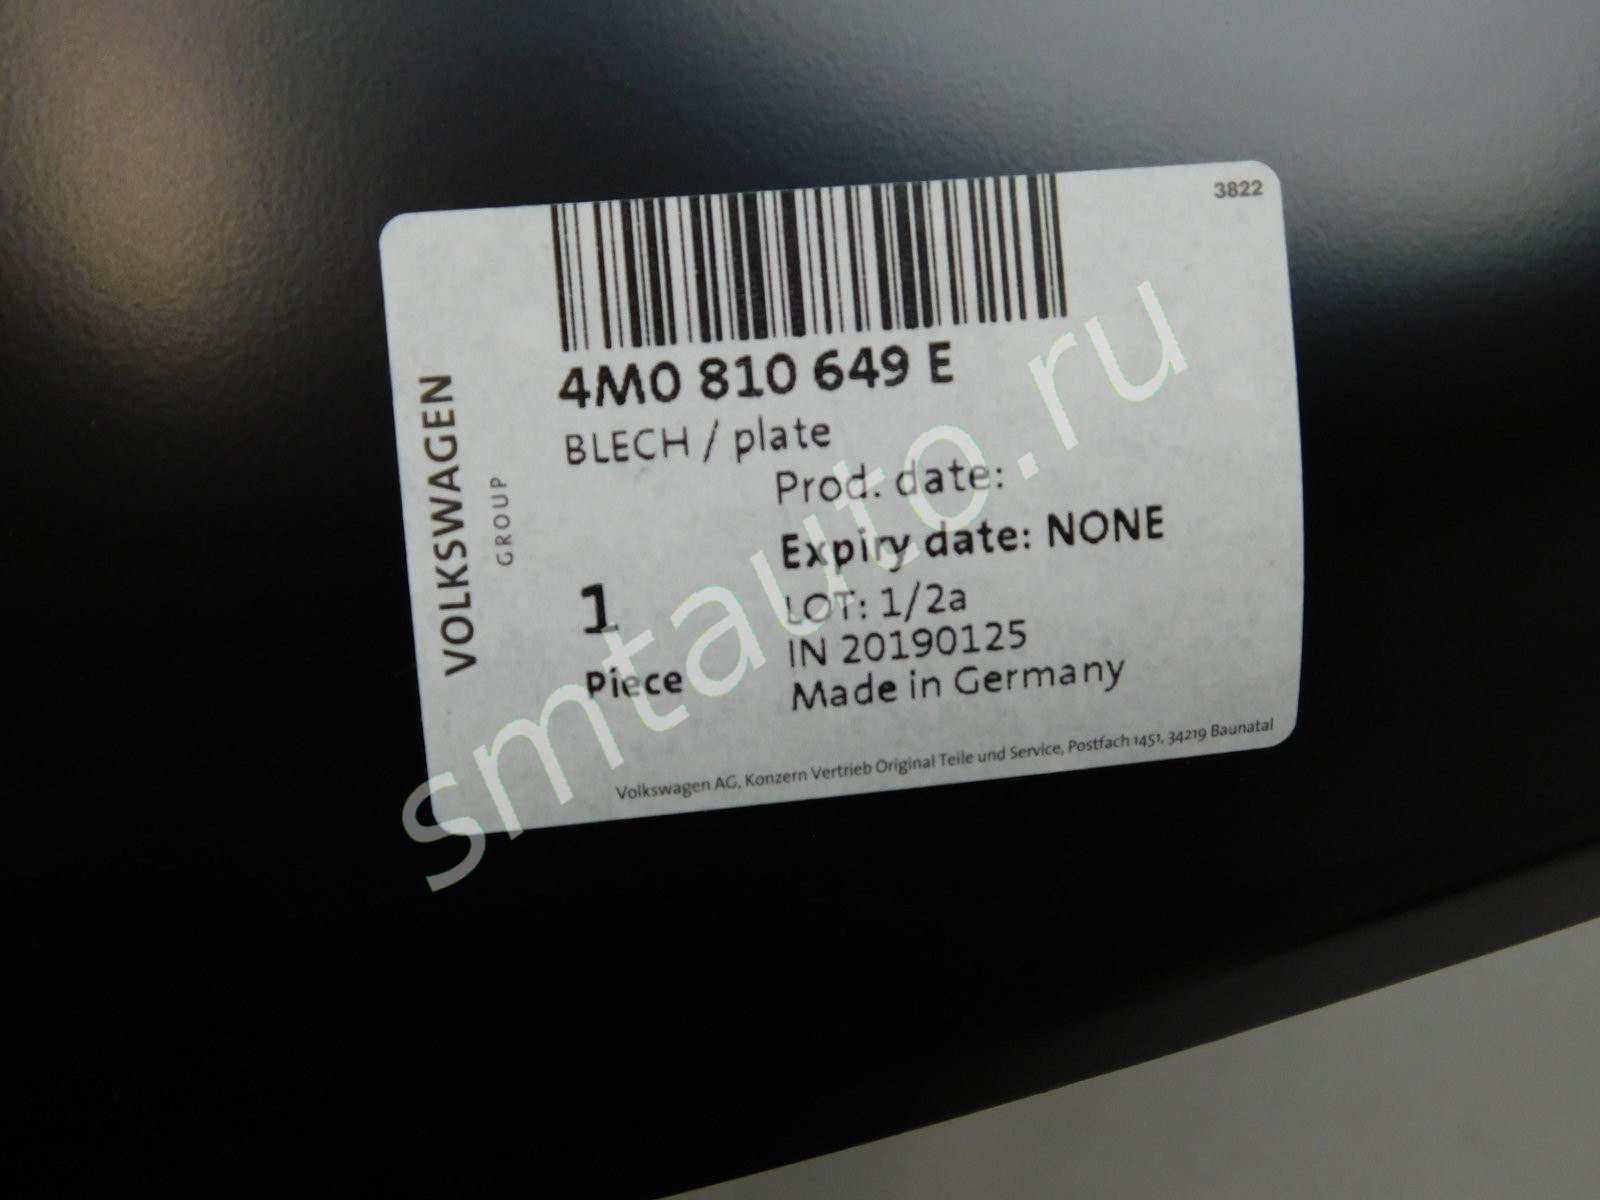 3822
VOLKSWAGEN
GROUP
4M0 810 649 E
BLECH / plate
Prod. date:
Expiry date: NONE
1
Piece
LOT: 1/2a
IN 20190125
Made in Germany
Volkswagen AG, Konzern Vertrieb Original Teile und Service, Postfach 1451, 34219 Baunatal
smtauto.ru